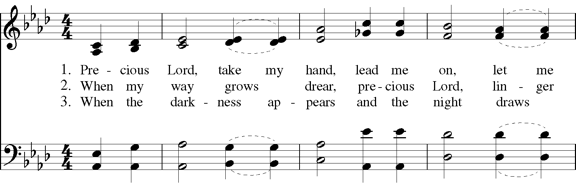 1. Pre - cious Lord, take my hand, lead me on, let me
2. When my way grows drear, pre - cious Lord, lin - ger
3. When the dark - ness ap - pears and the night draws